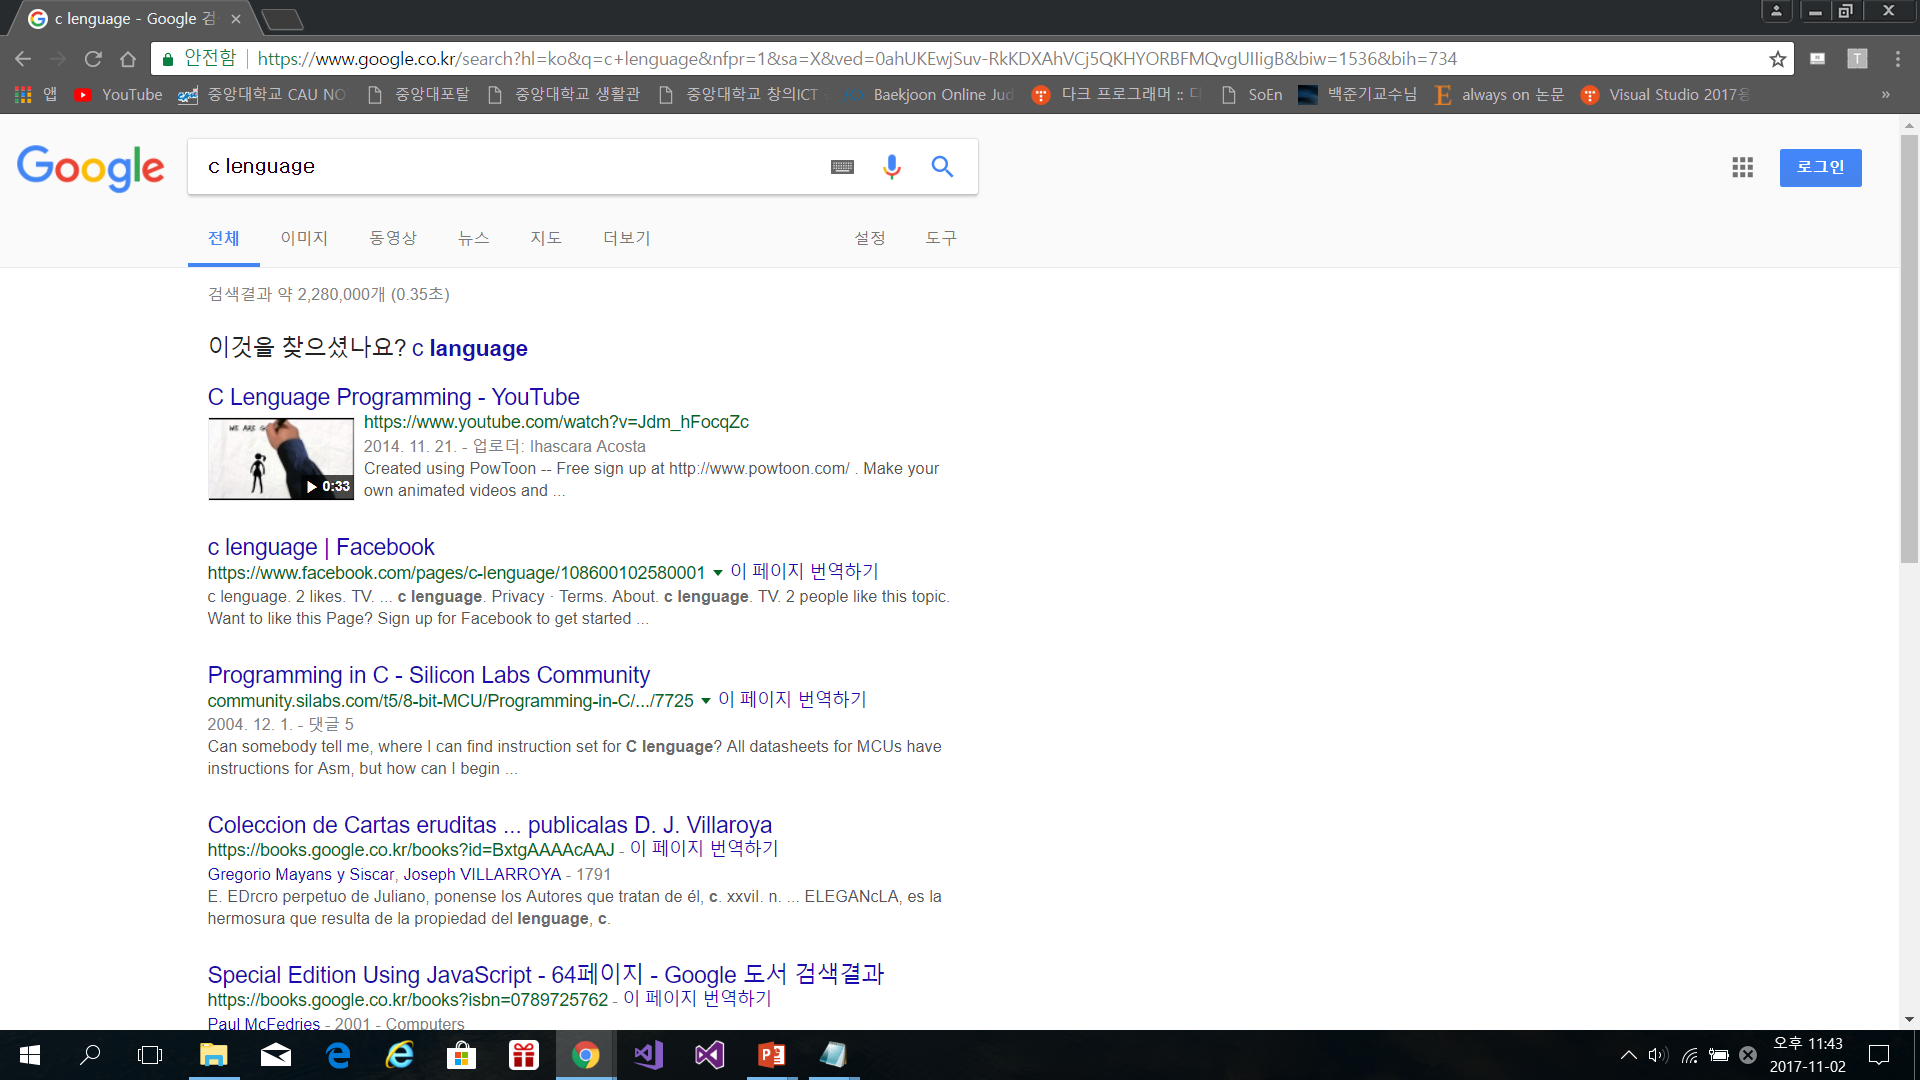 c lenguage - Google 검
안전함 https://www.google.co.kr/search?hl=ko&q=c+lenguage&nfpr=1&sa=X&ved=0ahUKEwjSuv-RkKDXAhVCj5QKHYORBFMQvgUIIigB&biw=1536&bih=734
앱 YouTube 중앙대학교 CAU NO 중앙대포탈 중앙대학교 생활관 중앙대학교 창의ICT Baekjoon Online Jud 다크 프로그래머 :: SoEn 백준기교수님 always on 논문 Visual Studio 2017용 »
Google c lenguage 로그인
전체 이미지 동영상 뉴스 지도 더보기 설정 도구
검색결과 약 2,280,000개 (0.35초)
이것을 찾으셨나요? c language
C Lenguage Programming - YouTube
https://www.youtube.com/watch?v=Jdm_hFocqZc
2014. 11. 21. - 업로더: Ihascara Acosta
Created using PowToon -- Free sign up at http://www.powtoon.com/ . Make your
own animated videos and ...
WE ARE
0:33
c lenguage | Facebook
https://www.facebook.com/pages/c-lenguage/108600102580001 이 페이지 번역하기
c lenguage. 2 likes. TV. ... c lenguage. Privacy · Terms. About. c lenguage. TV. 2 people like this topic.
Want to like this Page? Sign up for Facebook to get started ...
Programming in C - Silicon Labs Community
community.silabs.com/t5/8-bit-MCU/Programming-in-C/.../7725 이 페이지 번역하기
2004. 12. 1. - 댓글 5
Can somebody tell me, where I can find instruction set for C lenguage? All datasheets for MCUs have
instructions for Asm, but how can I begin ...
Coleccion de Cartas eruditas ... publicalas D. J. Villaroya
https://books.google.co.kr/books?id=BxtgAAAAcAAJ - 이 페이지 번역하기
Gregorio Mayans y Siscar, Joseph VILLARROYA - 1791
E. EDrcro perpetuo de Juliano, ponense los Autores que tratan de él, c. xxvil. n. ... ELEGANcLA, es la
hermosura que resulta de la propiedad del lenguage, c.
Special Edition Using JavaScript - 64페이지 - Google 도서 검색결과
https://books.google.co.kr/books?isbn=0789725762 - 이 페이지 번역하기
Paul McFedries - 2001 - Computers
오후 11:43
2017-11-02